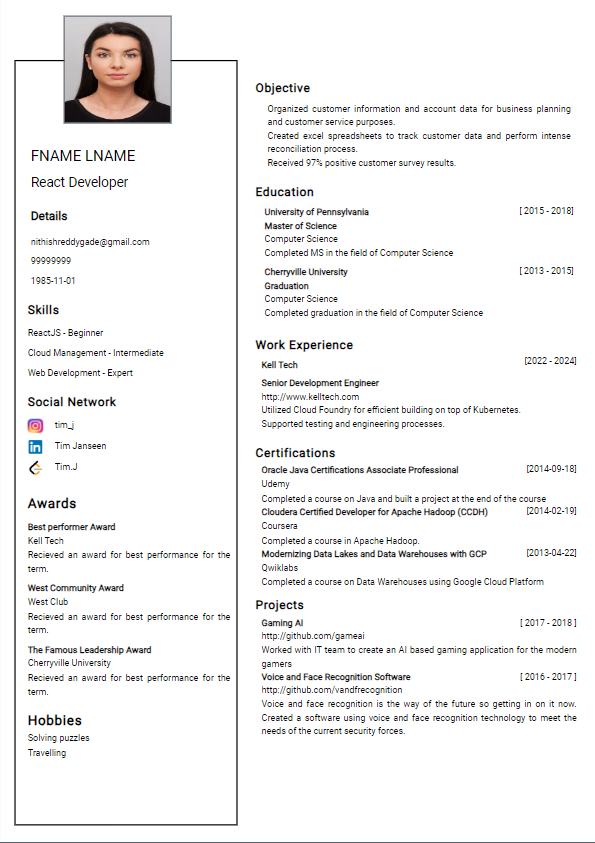 FNAME LNAME
React Developer
Details
nithishreddygade@gmail.com
99999999
1985-11-01
Skills
ReactJS - Beginner
Cloud Management - Intermediate
Web Development - Expert
Social Network
tim_j
Tim Janseen
Tim.J
Awards
Best performer Award
Kell Tech
Recieved an award for best performance for the
term.
West Community Award
West Club
Recieved an award for best performance for the
term.
The Famous Leadership Award
Cherryville University
Recieved an award for best performance for the
term.
Hobbies
Solving puzzles
Travelling
Objective
Organized customer information and account data for business planning
and customer service purposes.
Created excel spreadsheets to track customer data and perform intense
reconciliation process.
Received 97% positive customer survey results.
Education
University of Pennsylvania [ 2015 - 2018]
Master of Science
Computer Science
Completed MS in the field of Computer Science
Cherryville University [ 2013 - 2015]
Graduation
Computer Science
Completed graduation in the field of Computer Science
Work Experience
Kell Tech [2022 - 2024]
Senior Development Engineer
http://www.kelltech.com
Utilized Cloud Foundry for efficient building on top of Kubernetes.
Supported testing and engineering processes.
Certifications
Oracle Java Certifications Associate Professional [2014-09-18]
Udemy
Completed a course on Java and built a project at the end of the course
Cloudera Certified Developer for Apache Hadoop (CCDH) [2014-02-19]
Coursera
Completed a course in Apache Hadoop.
Modernizing Data Lakes and Data Warehouses with GCP [2013-04-22]
Qwiklabs
Completed a course on Data Warehouses using Google Cloud Platform
Projects
Gaming AI [ 2017 - 2018 ]
http://github.com/gameai
Worked with IT team to create an AI based gaming application for the modern
gamers
Voice and Face Recognition Software [ 2016 - 2017 ]
http://github.com/vandfrecognition
Voice and face recognition is the way of the future so getting in on it now.
Created a software using voice and face recognition technology to meet the
needs of the current security forces.